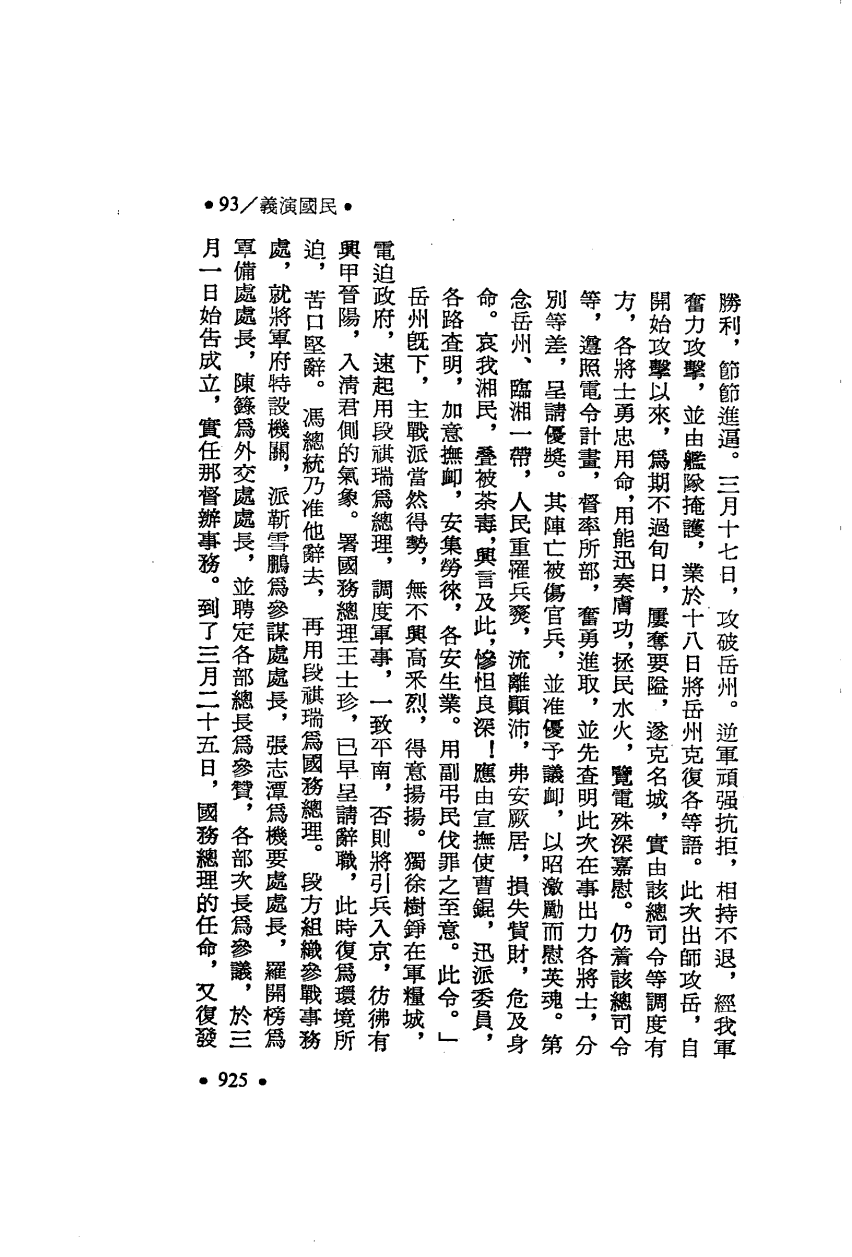 •93/義演國民•
勝利，節節進逼。三月十七日，攻破岳州。逆軍頑强抗拒，相持不退，經我軍
奮力攻擊，並由艦隊掩護，業於十八日將岳州克復各等語。此次出師攻岳，自
開始攻擊以來，爲期不過旬日，屢奪要隘，遂克名城，實由該總司令等調度有
方，各將士勇忠用命，用能迅奏膚功，拯民水火，覽電殊深嘉慰。仍着該總司令
等，遵照電令計畫，督率所部，奮勇進取，並先查明此次在事出力各將士，分
別等差，呈請優獎。其陣亡被傷官兵，並准優予議卹，以昭激勵而慰英魂。第
念岳州、臨湘一帶，人民重罹兵燹，流離顚沛，弗安厥居，損失貲財，危及身
命。哀我湘民，叠被荼毒，興言及此，慘怛良深！應由宣撫使曹錕，迅派委員，
各路查明，加意撫卹，安集勞徠，各安生業。用副弔民伐罪之至意。此令。」
岳州旣下，主戰派當然得勢，無不興高釆烈，得意揚揚。獨徐樹錚在軍糧城，
電迫政府，速起用段祺瑞爲總理，調度軍事，一致平南，否則將引兵入京，彷彿有
興甲晉陽，入淸君側的氣象。署國務總理王士珍，已早呈請辭職，此時復爲環境所
迫，苦口堅辭。馮總統乃准他辭去，再用段祺瑞爲國務總理。段方組織參戰事務
處，就將軍府特設機關，派靳雲鵬爲參謀處處長，張志潭爲機要處處長，羅開榜爲
軍備處處長，陳籙爲外交處處長，並聘定各部總長爲參贊，各部次長爲參議，於三
月一日始告成立，實任那督辦事務。到了三月二十五日，國務總理的任命，又復發
•925•